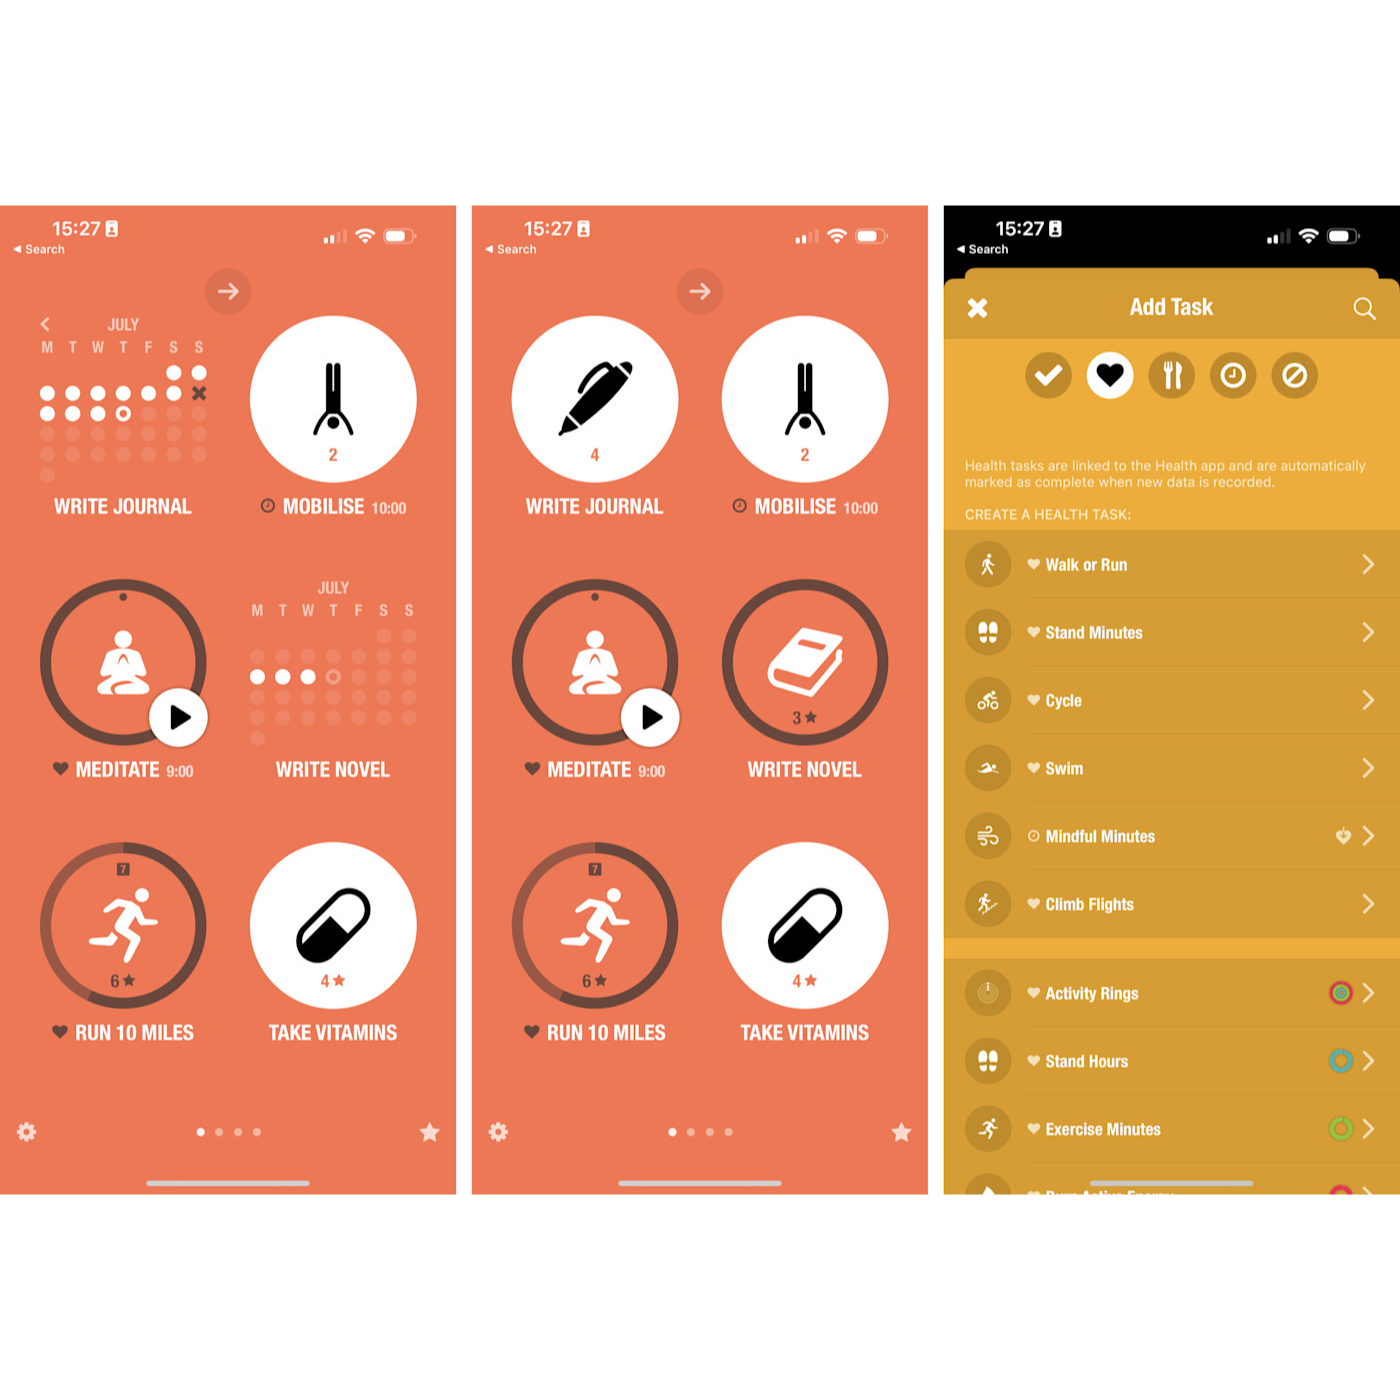 15:27
◄ Search
JULY
M T W T F S S
WRITE JOURNAL
2
MOBILISE 10:00
MEDITATE 9:00
JULY
M T W T F S S
WRITE NOVEL
7
6★
RUN 10 MILES
4★
TAKE VITAMINS
15:27
◄ Search
4
WRITE JOURNAL
2
MOBILISE 10:00
MEDITATE 9:00
3★
WRITE NOVEL
7
6★
RUN 10 MILES
4★
TAKE VITAMINS
15:27
◄ Search
Add Task
Health tasks are linked to the Health app and are automatically
marked as complete when new data is recorded.
CREATE A HEALTH TASK:
Walk or Run
Stand Minutes
Cycle
Swim
Mindful Minutes
Climb Flights
Activity Rings
Stand Hours
Exercise Minutes